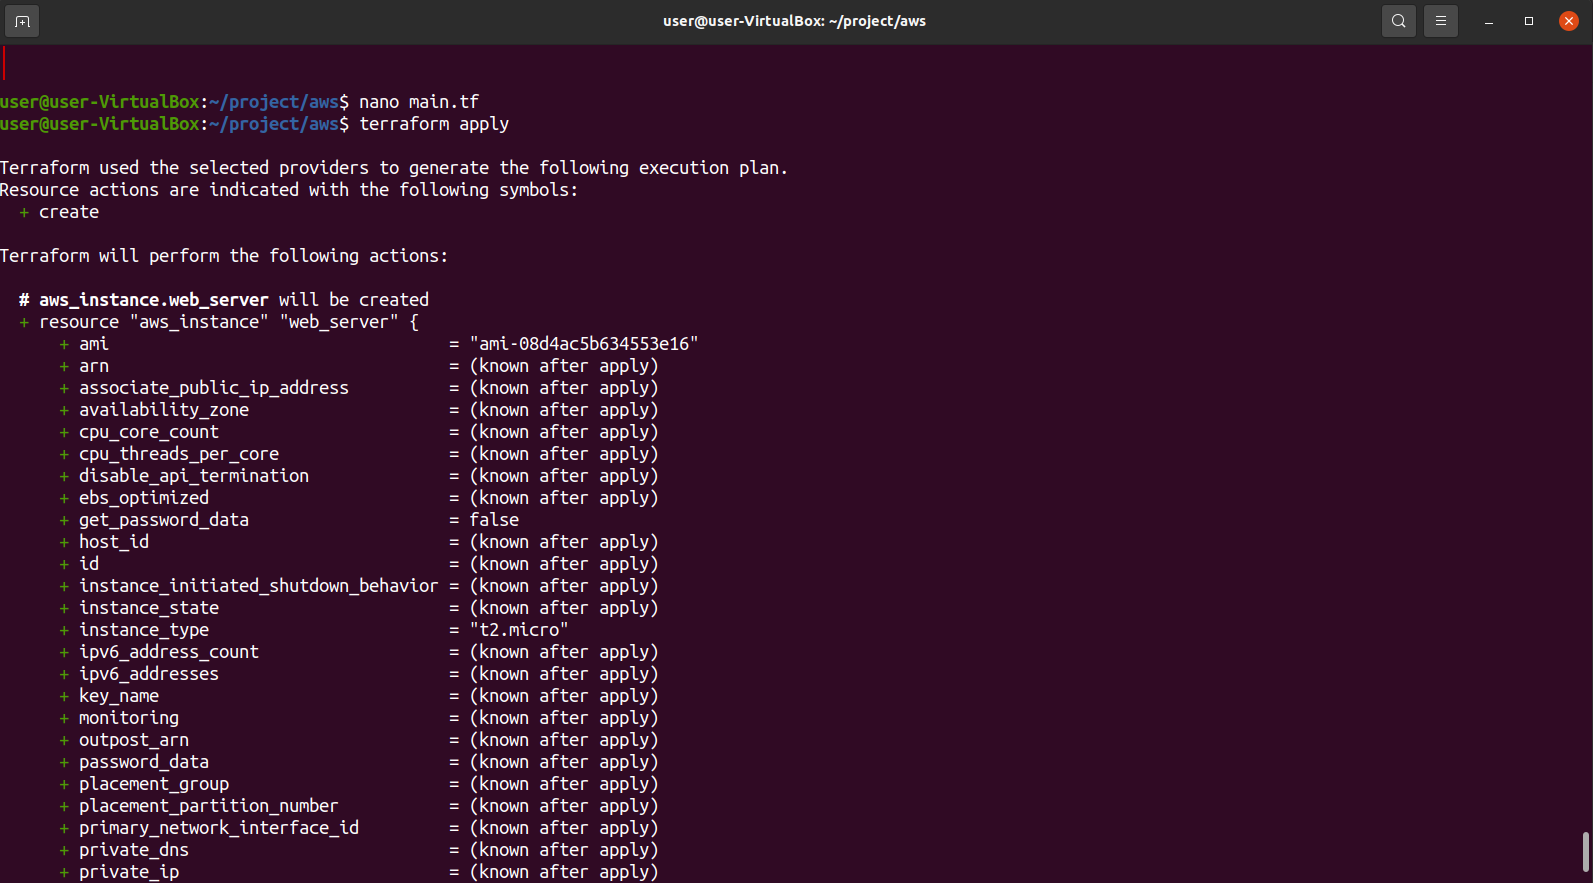 user@user-VirtualBox: ~/project/aws
user@user-VirtualBox:~/project/aws$ nano main.tf
user@user-VirtualBox:~/project/aws$ terraform apply
Terraform used the selected providers to generate the following execution plan.
Resource actions are indicated with the following symbols:
+ create
Terraform will perform the following actions:
# aws_instance.web_server will be created
+ resource "aws_instance" "web_server" {
+ ami = "ami-08d4ac5b634553e16"
+ arn = (known after apply)
+ associate_public_ip_address = (known after apply)
+ availability_zone = (known after apply)
+ cpu_core_count = (known after apply)
+ cpu_threads_per_core = (known after apply)
+ disable_api_termination = (known after apply)
+ ebs_optimized = (known after apply)
+ get_password_data = false
+ host_id = (known after apply)
+ id = (known after apply)
+ instance_initiated_shutdown_behavior = (known after apply)
+ instance_state = (known after apply)
+ instance_type = "t2.micro"
+ ipv6_address_count = (known after apply)
+ ipv6_addresses = (known after apply)
+ key_name = (known after apply)
+ monitoring = (known after apply)
+ outpost_arn = (known after apply)
+ password_data = (known after apply)
+ placement_group = (known after apply)
+ placement_partition_number = (known after apply)
+ primary_network_interface_id = (known after apply)
+ private_dns = (known after apply)
+ private_ip = (known after apply)